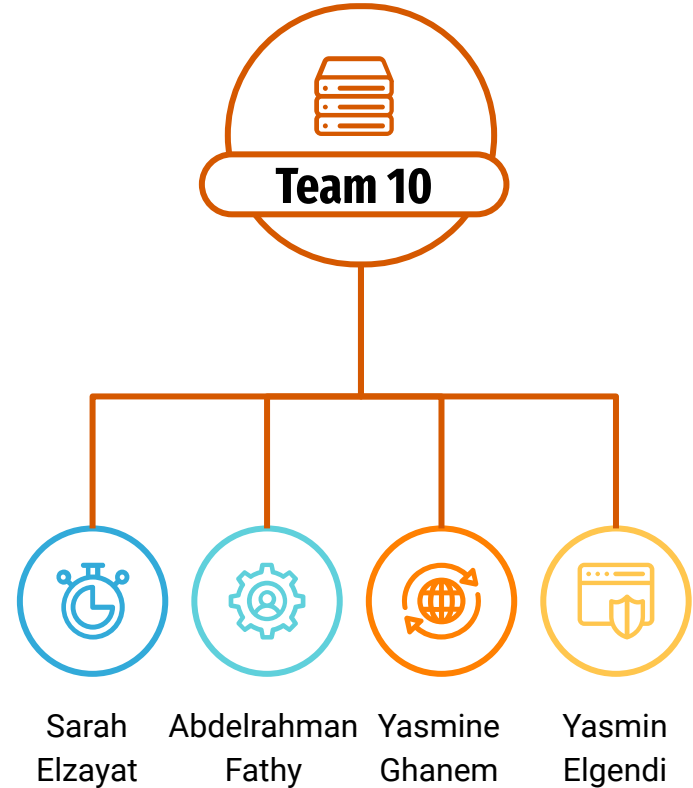 Team 10
Sarah Elzayat
Abdelrahman Fathy
Yasmine Ghanem
Yasmin Elgendi